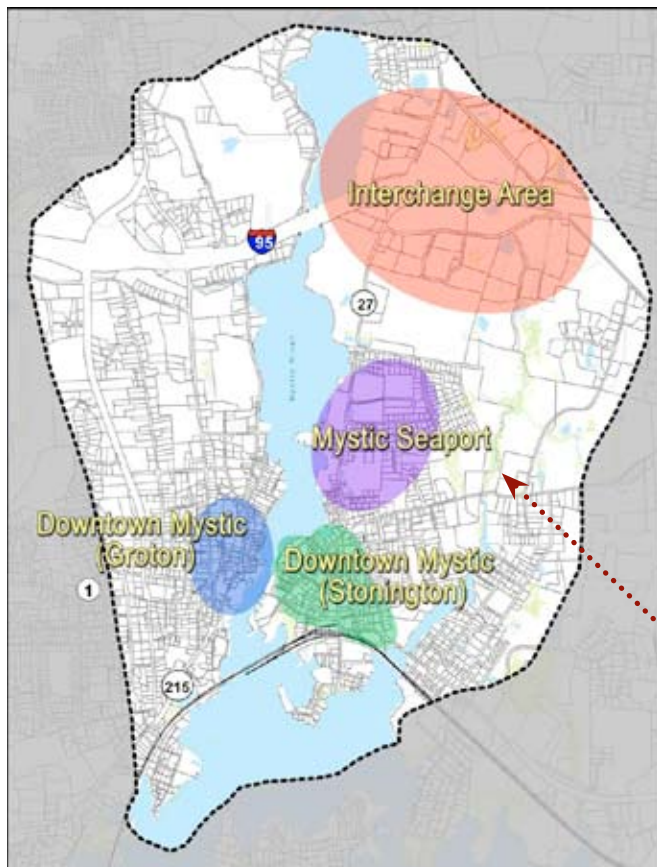 Interchange Area
95
27
Mystic River
Mystic Seaport
Downtown Mystic
(Groton)
Downtown Mystic
(Stonington)
1
215